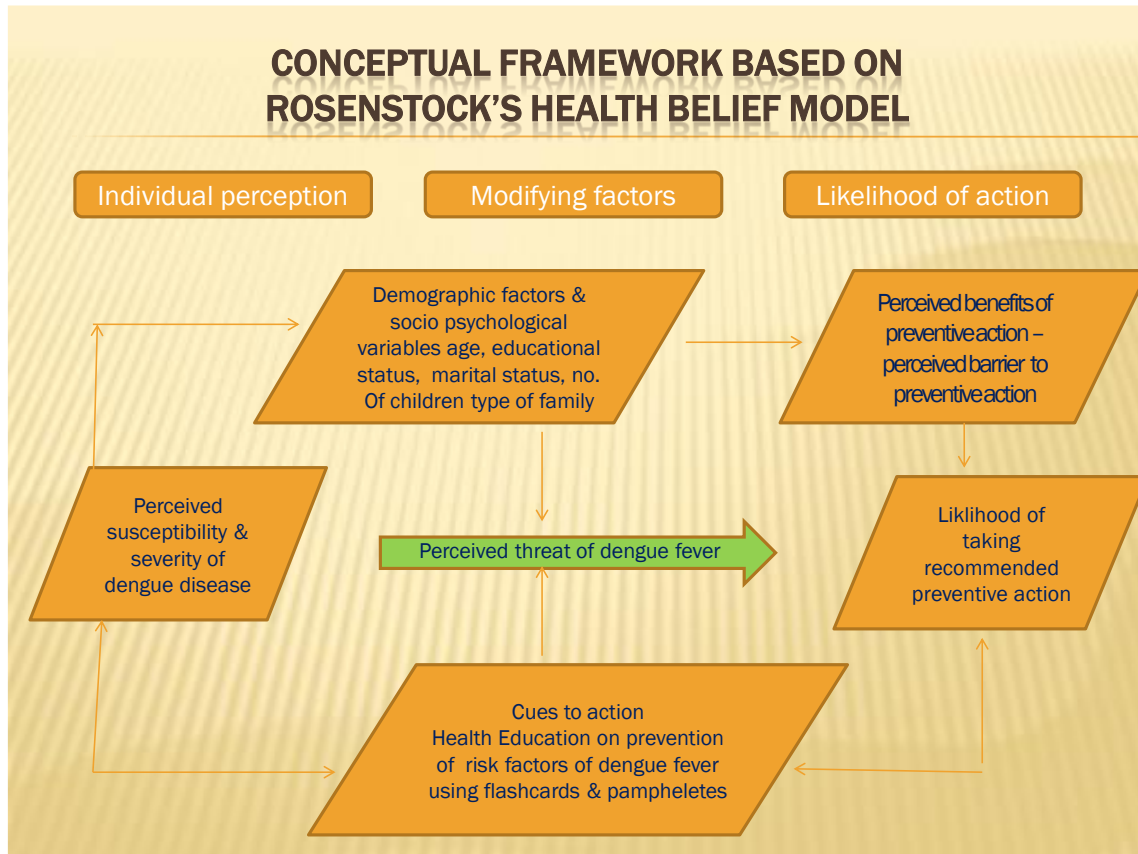 CONCEPTUAL FRAMEWORK BASED ON
ROSENSTOCK’S HEALTH BELIEF MODEL
Individual perception
Modifying factors
Likelihood of action
Demographic factors &
socio psychological
variables age, educational
status, marital status, no.
Of children type of family
Perceived benefits of
preventive action –
perceived barrier to
preventive action
Perceived
susceptibility &
severity of
dengue disease
Perceived threat of dengue fever
Liklihood of
taking
recommended
preventive action
Cues to action
Health Education on prevention
of risk factors of dengue fever
using flashcards & pampheletes